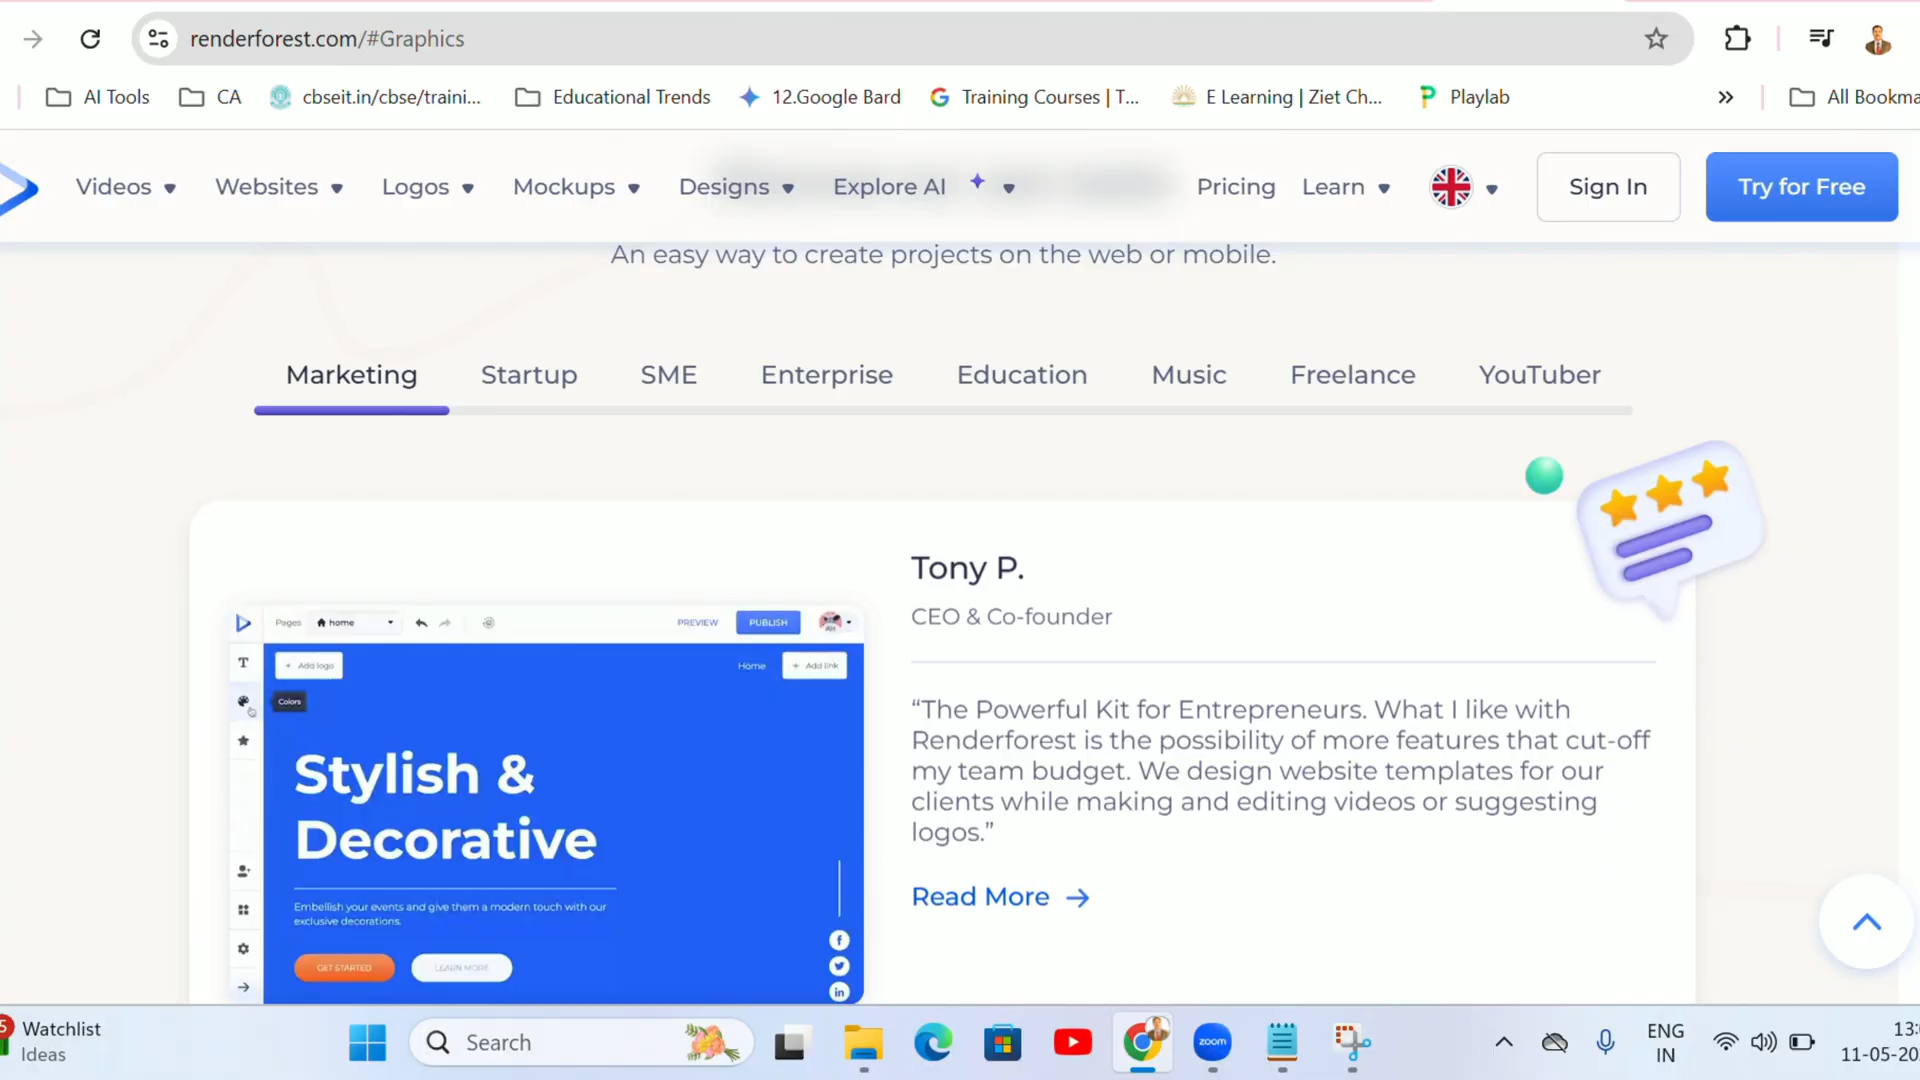 renderforest.com/#Graphics
AI Tools CA cbseit.in/cbse/traini... Educational Trends 12.Google Bard Training Courses | T... E Learning | Ziet Ch... Playlab » All Bookma
Videos Websites Logos Mockups Designs Explore AI Pricing Learn Sign In Try for Free
An easy way to create projects on the web or mobile.
Marketing Startup SME Enterprise Education Music Freelance YouTuber
Tony P.
CEO & Co-founder
“The Powerful Kit for Entrepreneurs. What I like with
Renderforest is the possibility of more features that cut-off
my team budget. We design website templates for our
clients while making and editing videos or suggesting
logos.”
Read More
Pages home PREVIEW PUBLISH
+ Add logo Home + Add link
Colors
Stylish &
Decorative
Embellish your events and give them a modern touch with our
exclusive decorations.
GET STARTED LEARN MORE
5 Watchlist
Ideas
Search
zoom
ENG
IN
13:
11-05-20